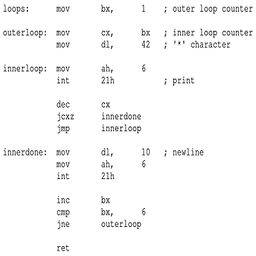 loops: mov bx, 1 ; outer loop counter
outerloop: mov cx, bx ; inner loop counter
mov dl, 42 ; '*' character
innerloop: mov ah, 6
int 21h ; print
dec cx
jcxz innerdone
jmp innerloop
innerdone: mov dl, 10 ; newline
mov ah, 6
int 21h
inc bx
cmp bx, 6
jne outerloop
ret